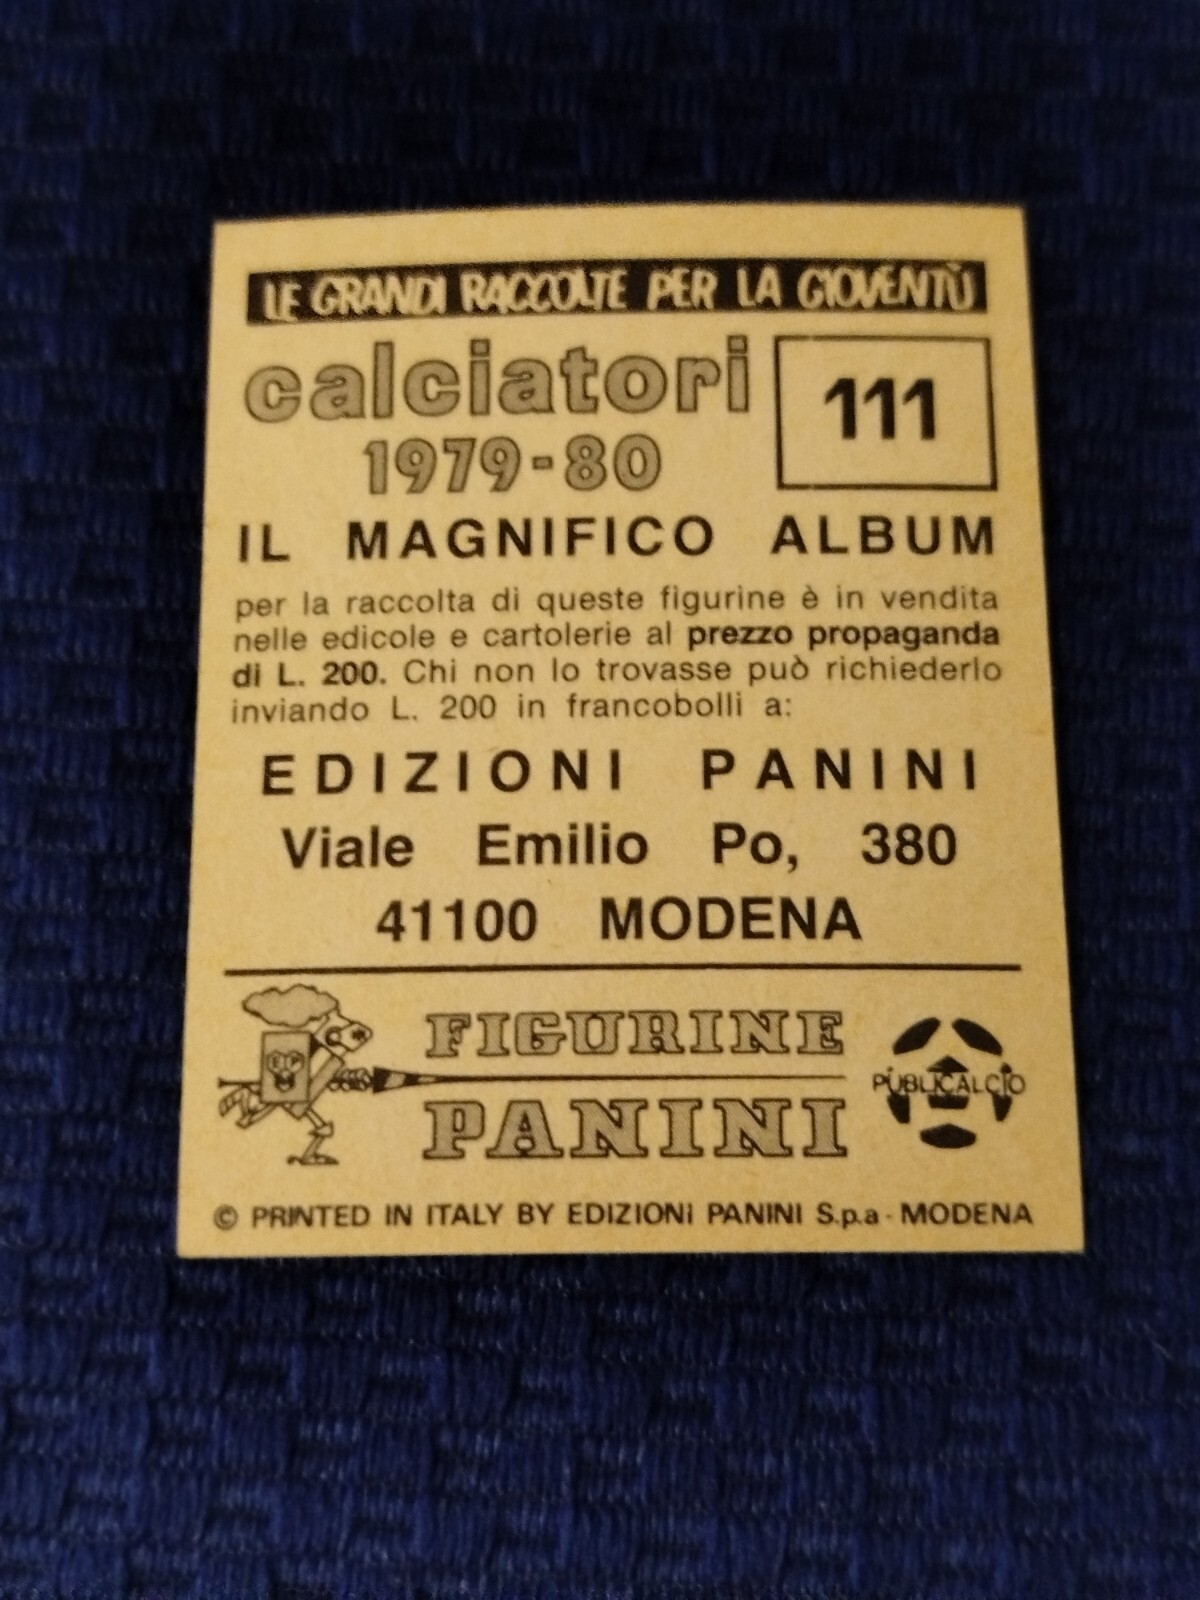 LE GRANDI RACCOLTE PER LA GIOVENTÙ
calciatori
1979-80
111
IL MAGNIFICO ALBUM
per la raccolta di queste figurine è in vendita
nelle edicole e cartolerie al prezzo propaganda
di L. 200. Chi non lo trovasse può richiederlo
inviando L. 200 in francobolli a:
EDIZIONI PANINI
Viale Emilio Po, 380
41100 MODENA
FIGURINE
PANINI
PUBLICALCIO
© PRINTED IN ITALY BY EDIZIONI PANINI S.p.a - MODENA